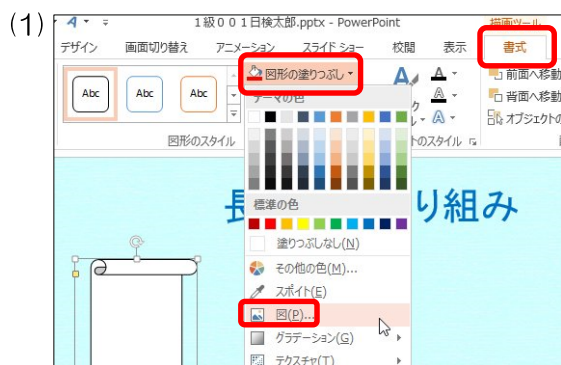 (1)
1級001日検太郎.pptx - PowerPoint
描画ツール
デザイン 画面切り替え アニメーション スライド ショー 校閲 表示 書式
Abc Abc Abc
図形の塗りつぶし
A A
前面へ移動
テーマの色
A
背面へ移動
ク
A
オブジェクトの
図形のスタイル
トのスタイル
標準の色
長 り組み
塗りつぶしなし(N)
その他の色(M)...
スポイト(E)
図(P)...
グラデーション(G)
テクスチャ(T)